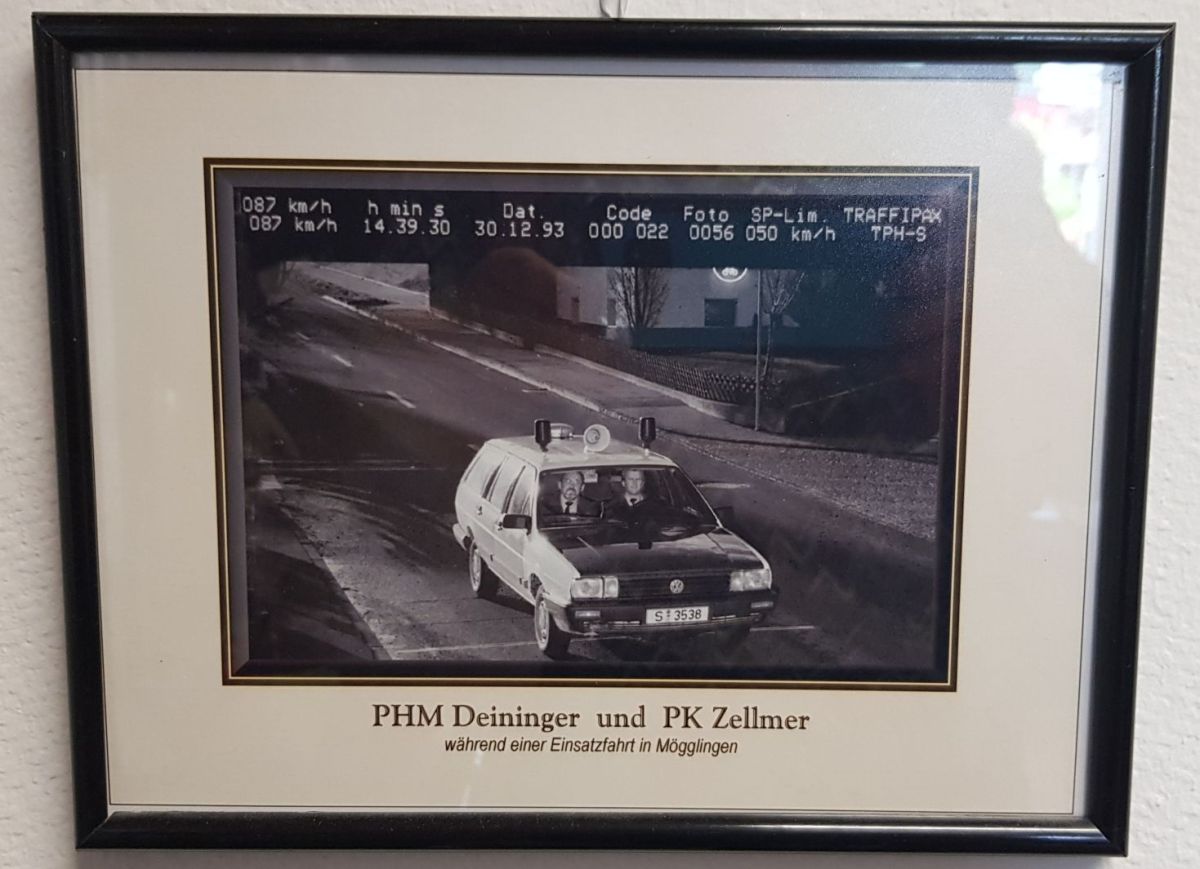 087 km/h h min s Dat. Code Foto SP-Lim. TRAFFIPAX
087 km/h 14.39.30 30.12.93 000 022 0056 050 km/h TPH-S
S 3538
PHM Deininger und PK Zellmer
während einer Einsatzfahrt in Mögglingen